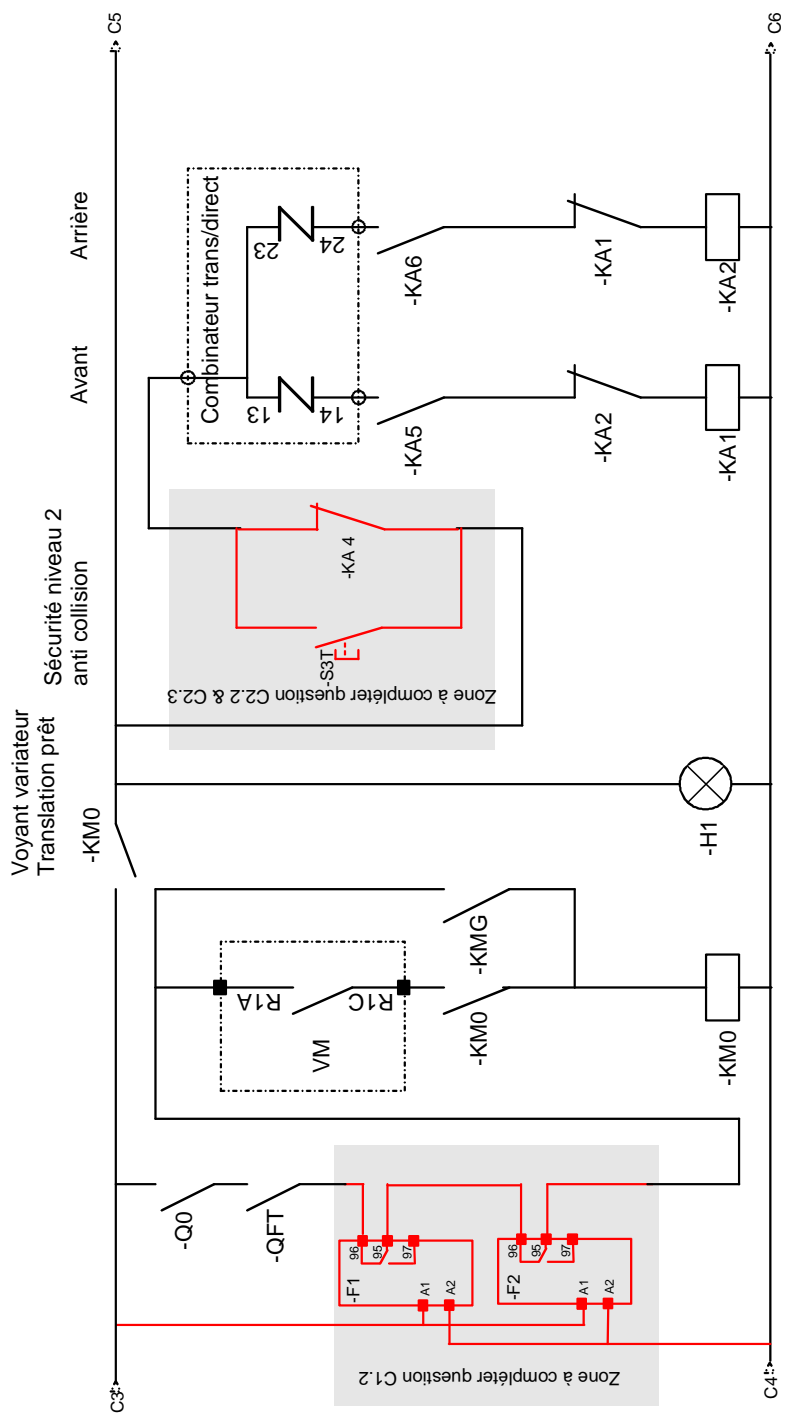 C3
C5
Voyant variateur
Translation prêt
Sécurité niveau 2
anti collision
Avant
Arrière
-KM0
Combinateur trans/direct
13
14
23
24
-Q0
-QFT
R1A
R1C
VM
-KM0
-KMG
-S3T
-KA 4
Zone à compléter question C2.2 & C2.3
-KA5
-KA6
-KA2
-KA1
-F1
96
95
97
A1
A2
-F2
96
95
97
A1
A2
Zone à compléter question C1.2
-KM0
-H1
-KA1
-KA2
C4
C6